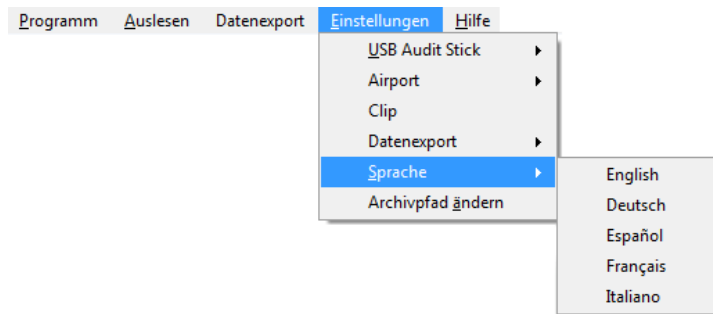 Programm Auslesen Datenexport Einstellungen Hilfe
USB Audit Stick
Airport
Clip
Datenexport
Sprache
English
Archivpfad ändern
Deutsch
Español
Français
Italiano